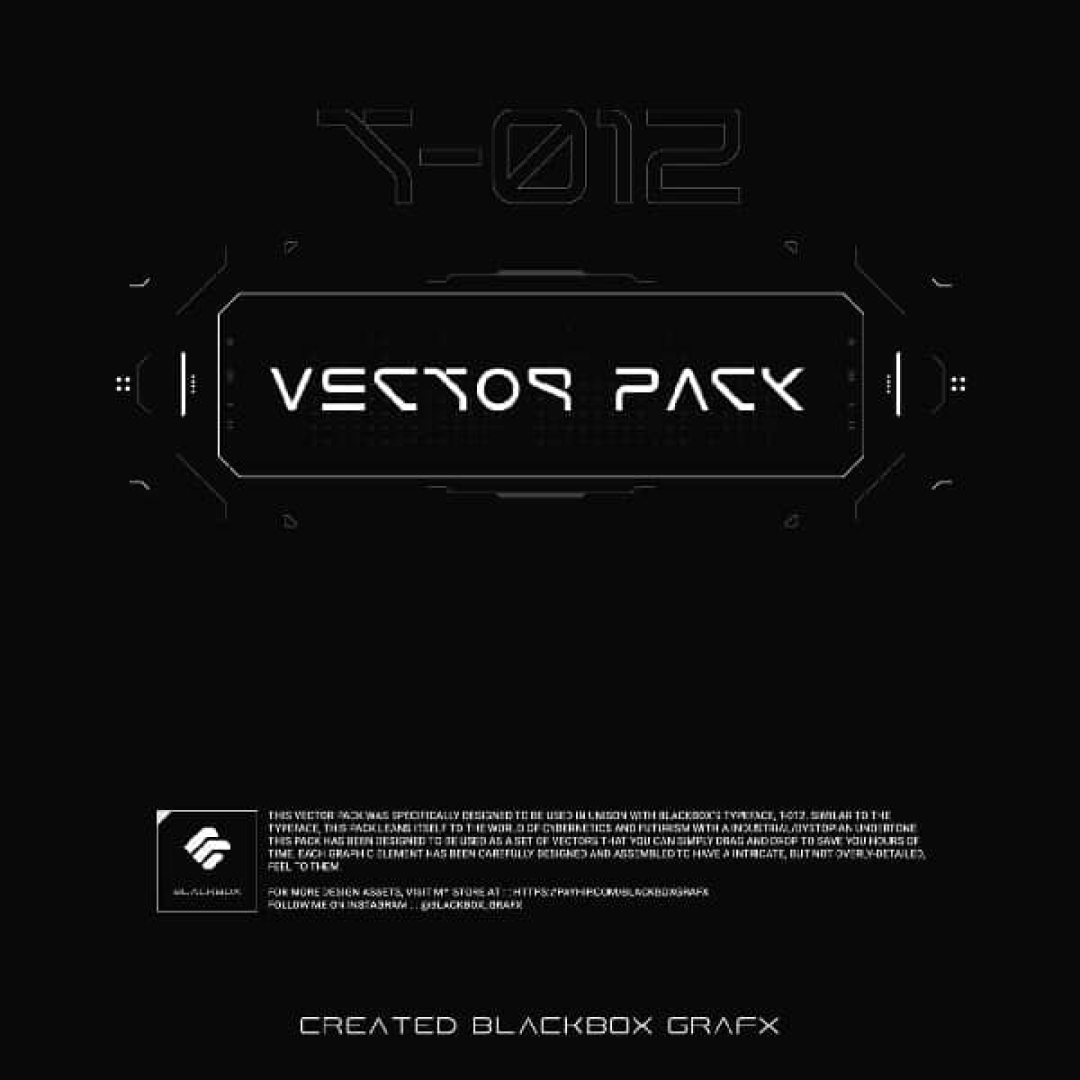 T-012
VECTOR PACK
THIS VECTOR PACK WAS SPECIFICALLY DESIGNED TO BE USED IN UNISON WITH BLACKBOX'S TYPEFACE, T-012. SIMILAR TO THE
TYPEFACE, THIS PACK LEANS ITSELF TO THE WORLD OF CYBERNETICS AND FUTURISM WITH A INDUSTRIAL/DYSTOPIAN UNDERTONE.
THIS PACK HAS BEEN DESIGNED TO BE USED AS A SET OF VECTORS THAT YOU CAN SIMPLY DRAG AND DROP TO SAVE YOU HOURS OF
TIME. EACH GRAPHIC ELEMENT HAS BEEN CAREFULLY DESIGNED AND ASSEMBLED TO HAVE A INTRICATE, BUT NOT OVERLY-DETAILED,
FEEL TO THEM.
BLACKBOX
FOR MORE DESIGN ASSETS, VISIT MY STORE AT : : HTTPS://PAYHIP.COM/BLACKBOXGRAFX
FOLLOW ME ON INSTAGRAM : : @BLACKBOX_GRAFX
CREATED BLACKBOX GRAFX